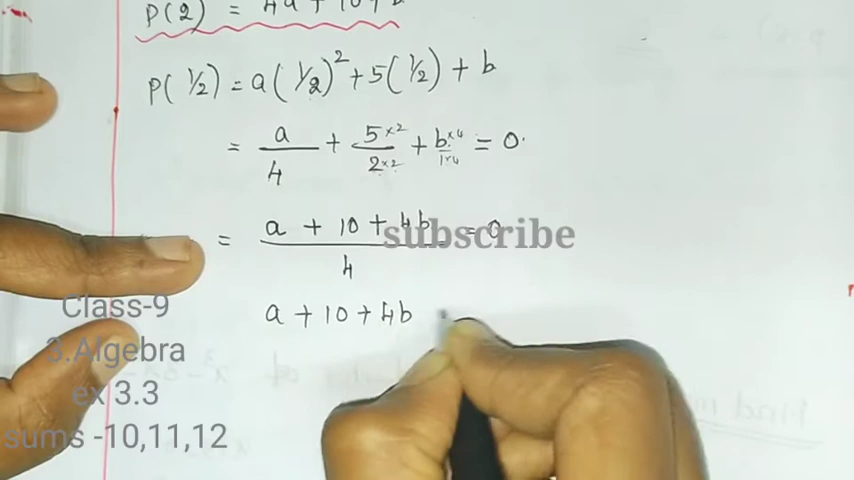 P(2) = 4a + 10 +
P(1/2) = a(1/2)² + 5(1/2) + b
= a/4 + 5×2/2×2 + b×4/1×4 = 0.
= a + 10 + 4b/4 = 0
subscribe
a + 10 + 4b
Class-9
3.Algebra
ex 3.3
sums -10,11,12